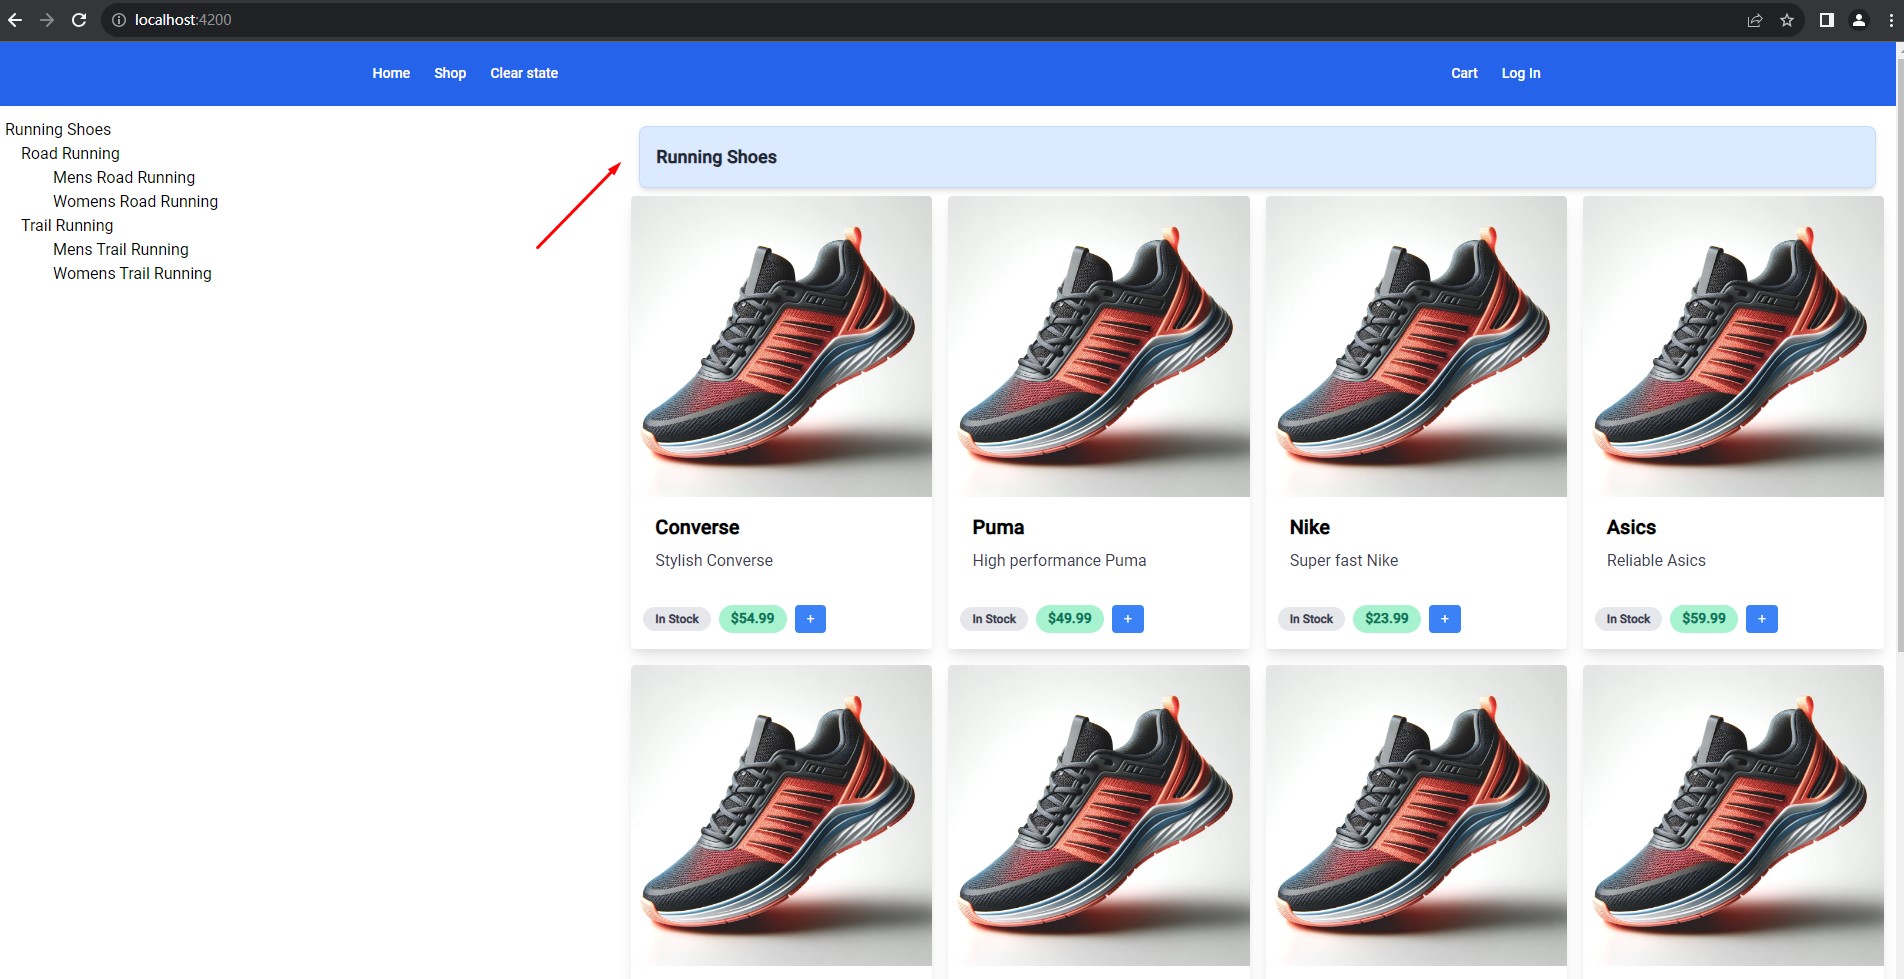 localhost:4200
Home Shop Clear state Cart Log In
Running Shoes
Road Running
Mens Road Running
Womens Road Running
Trail Running
Mens Trail Running
Womens Trail Running
Running Shoes
Converse
Stylish Converse
In Stock $54.99 +
Puma
High performance Puma
In Stock $49.99 +
Nike
Super fast Nike
In Stock $23.99 +
Asics
Reliable Asics
In Stock $59.99 +